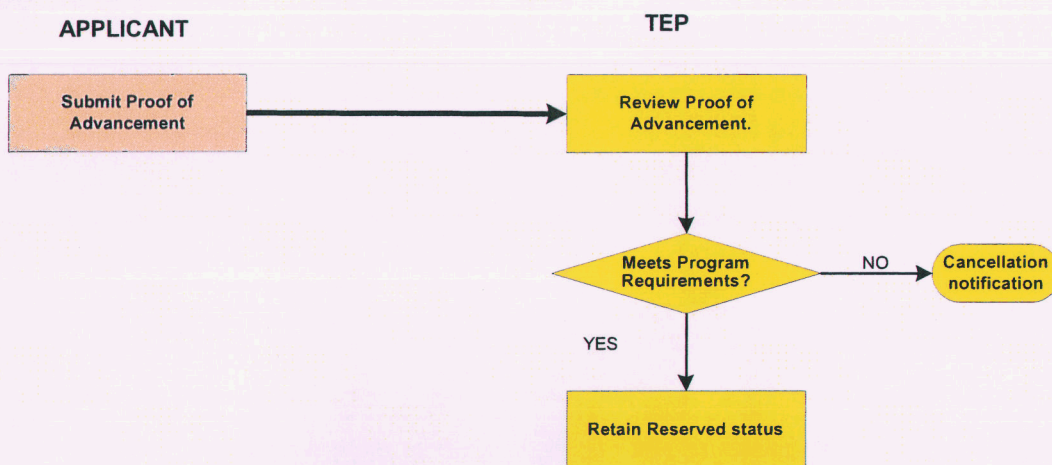 APPLICANT
TEP
Submit Proof of
Advancement
Review Proof of
Advancement.
Meets Program
Requirements?
NO
Cancellation
notification
YES
Retain Reserved status